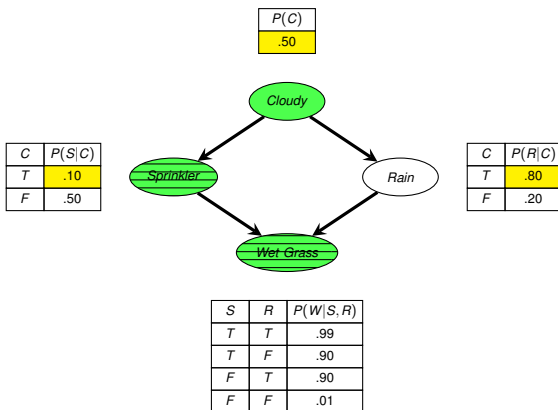 P(C)
.50
Cloudy
C P(S|C)
T .10
F .50
Sprinkler
Rain
C P(R|C)
T .80
F .20
Wet Grass
S R P(W|S,R)
T T .99
T F .90
F T .90
F F .01